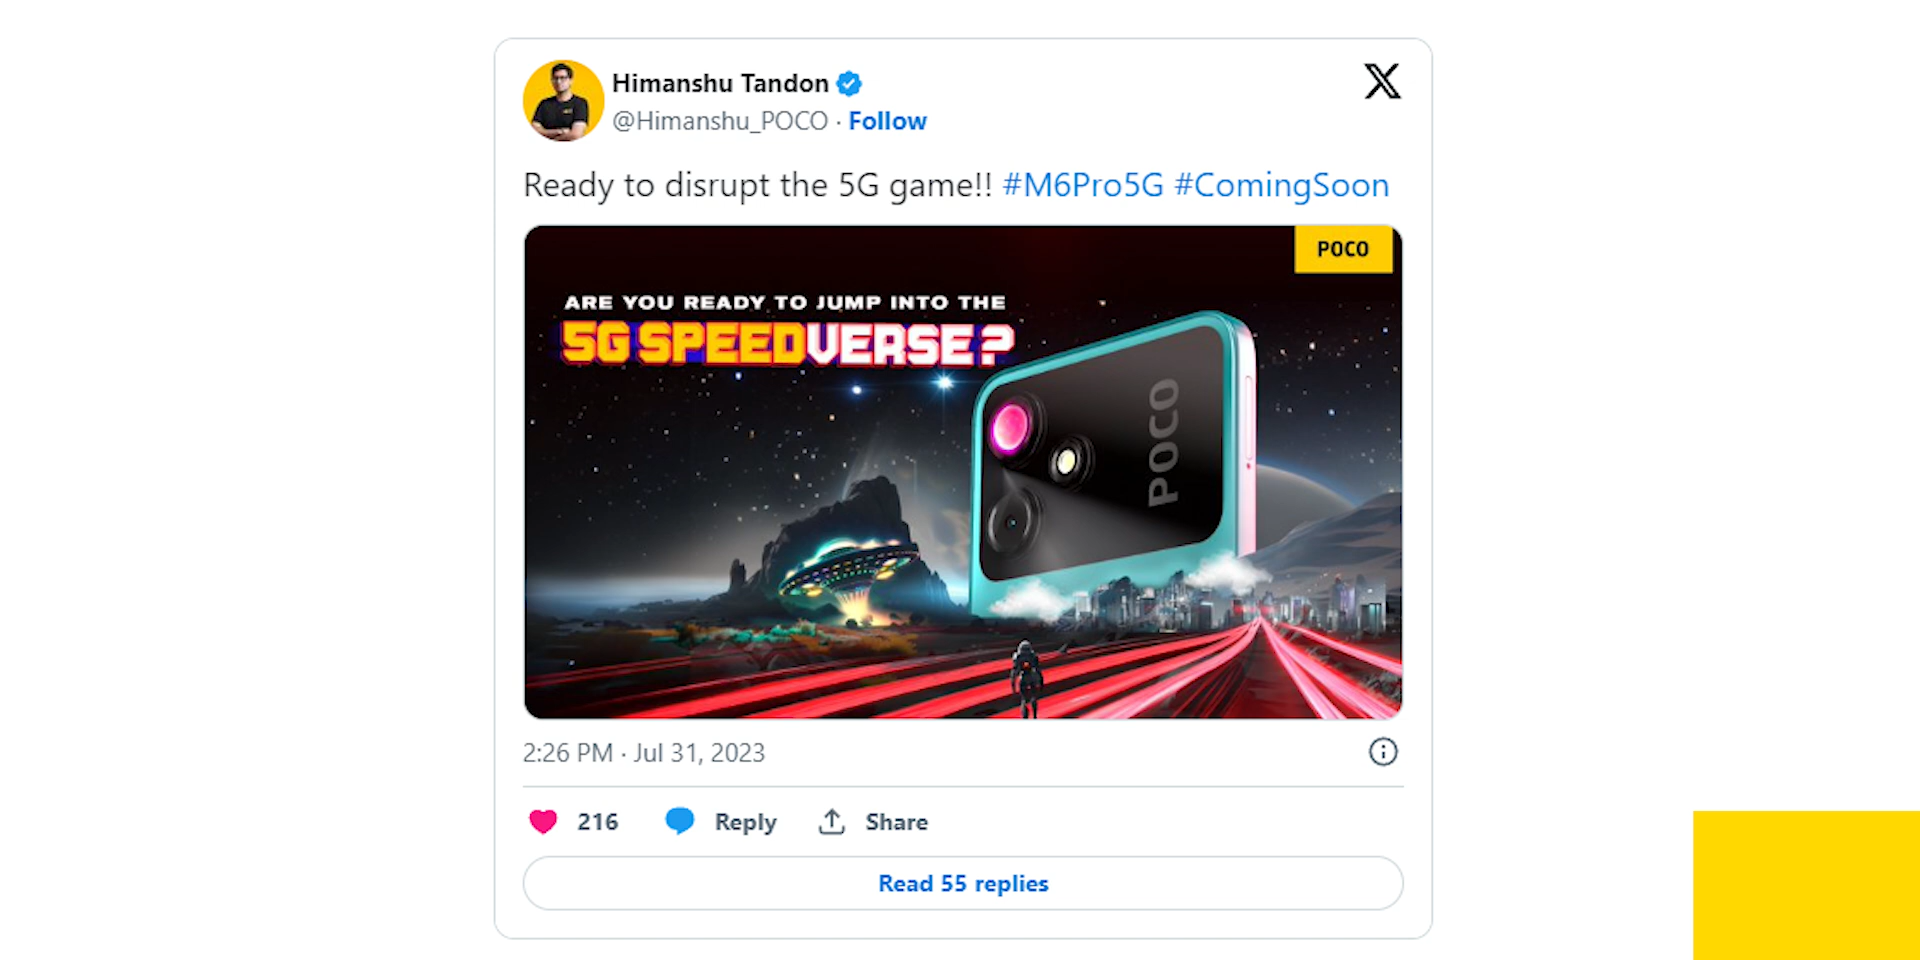 Himanshu Tandon
@Himanshu_POCO · Follow
Ready to disrupt the 5G game!! #M6Pro5G #ComingSoon
POCO
ARE YOU READY TO JUMP INTO THE
5G SPEEDVERSE?
POCO
2:26 PM · Jul 31, 2023
216 Reply Share
Read 55 replies